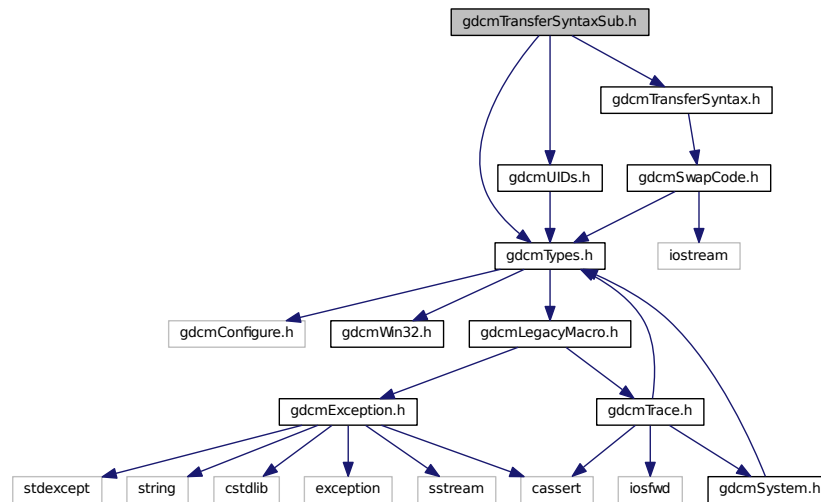 gdcmTransferSyntaxSub.h
gdcmTransferSyntax.h
gdcmUIDs.h
gdcmSwapCode.h
gdcmTypes.h
iostream
gdcmConfigure.h
gdcmWin32.h
gdcmLegacyMacro.h
gdcmException.h
gdcmTrace.h
stdexcept
string
cstdlib
exception
sstream
cassert
iosfwd
gdcmSystem.h